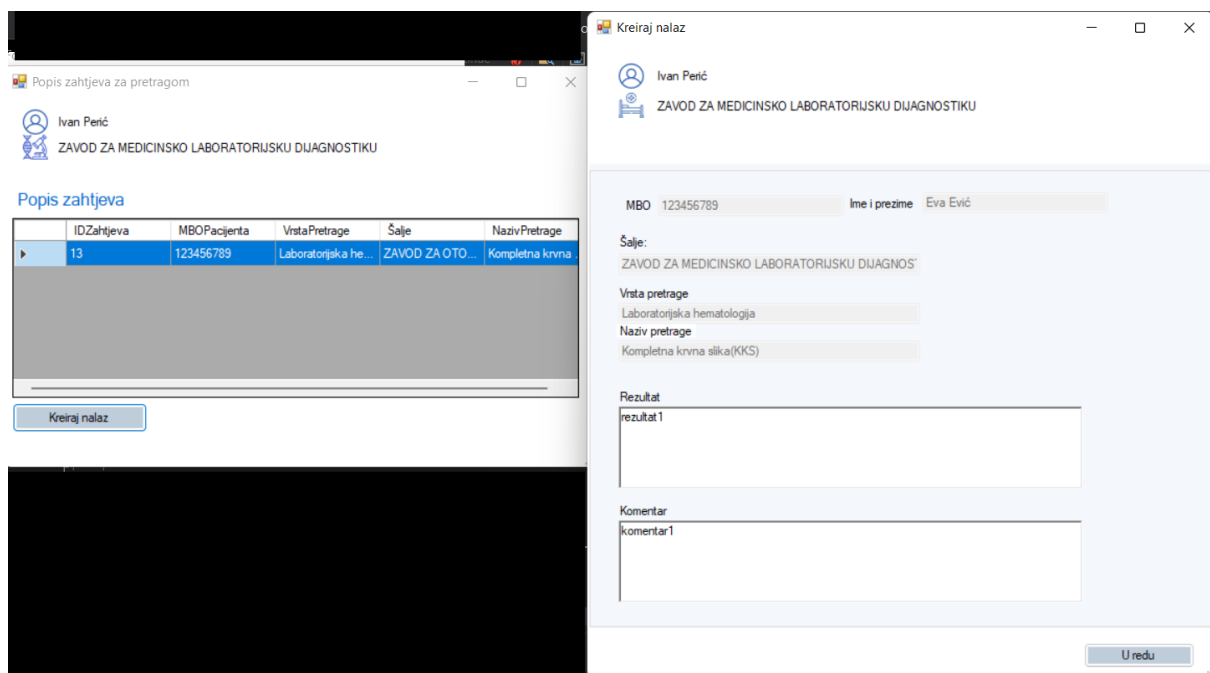 Popis zahtjeva za pretragom
Ivan Perić
ZAVOD ZA MEDICINSKO LABORATORIJSKU DIJAGNOSTIKU
Popis zahtjeva
IDZahtjeva MBOPacijenta VrstaPretrage Šalje NazivPretrage
13 123456789 Laboratorijska he... ZAVOD ZA OTO... Kompletna krvna
Kreiraj nalaz
Kreiraj nalaz
Ivan Perić
ZAVOD ZA MEDICINSKO LABORATORIJSKU DIJAGNOSTIKU
MBO 123456789 Ime i prezime Eva Ević
Šalje:
ZAVOD ZA MEDICINSKO LABORATORIJSKU DIJAGNOS
Vrsta pretrage
Laboratorijska hematologija
Naziv pretrage
Kompletna krvna slika(KKS)
Rezultat
rezultat1
Komentar
komentar1
U redu